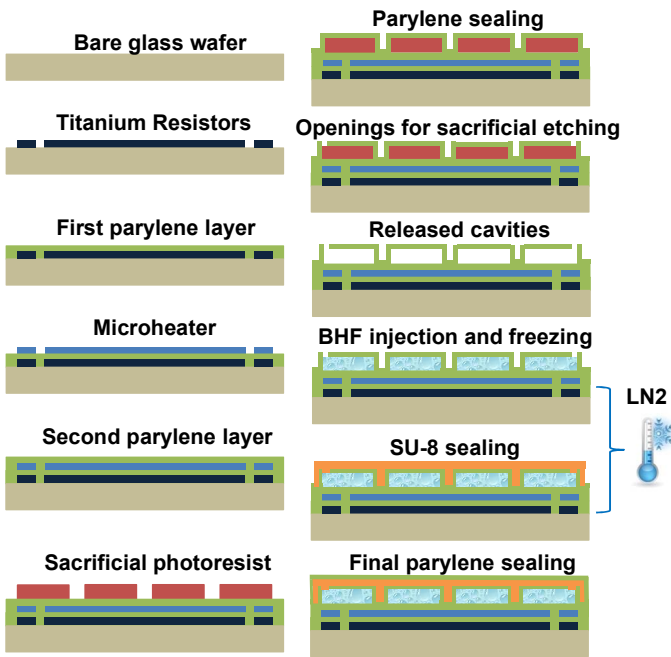 Bare glass wafer
Titanium Resistors
First parylene layer
Microheater
Second parylene layer
Sacrificial photoresist
Parylene sealing
Openings for sacrificial etching
Released cavities
BHF injection and freezing
LN2
SU-8 sealing
Final parylene sealing